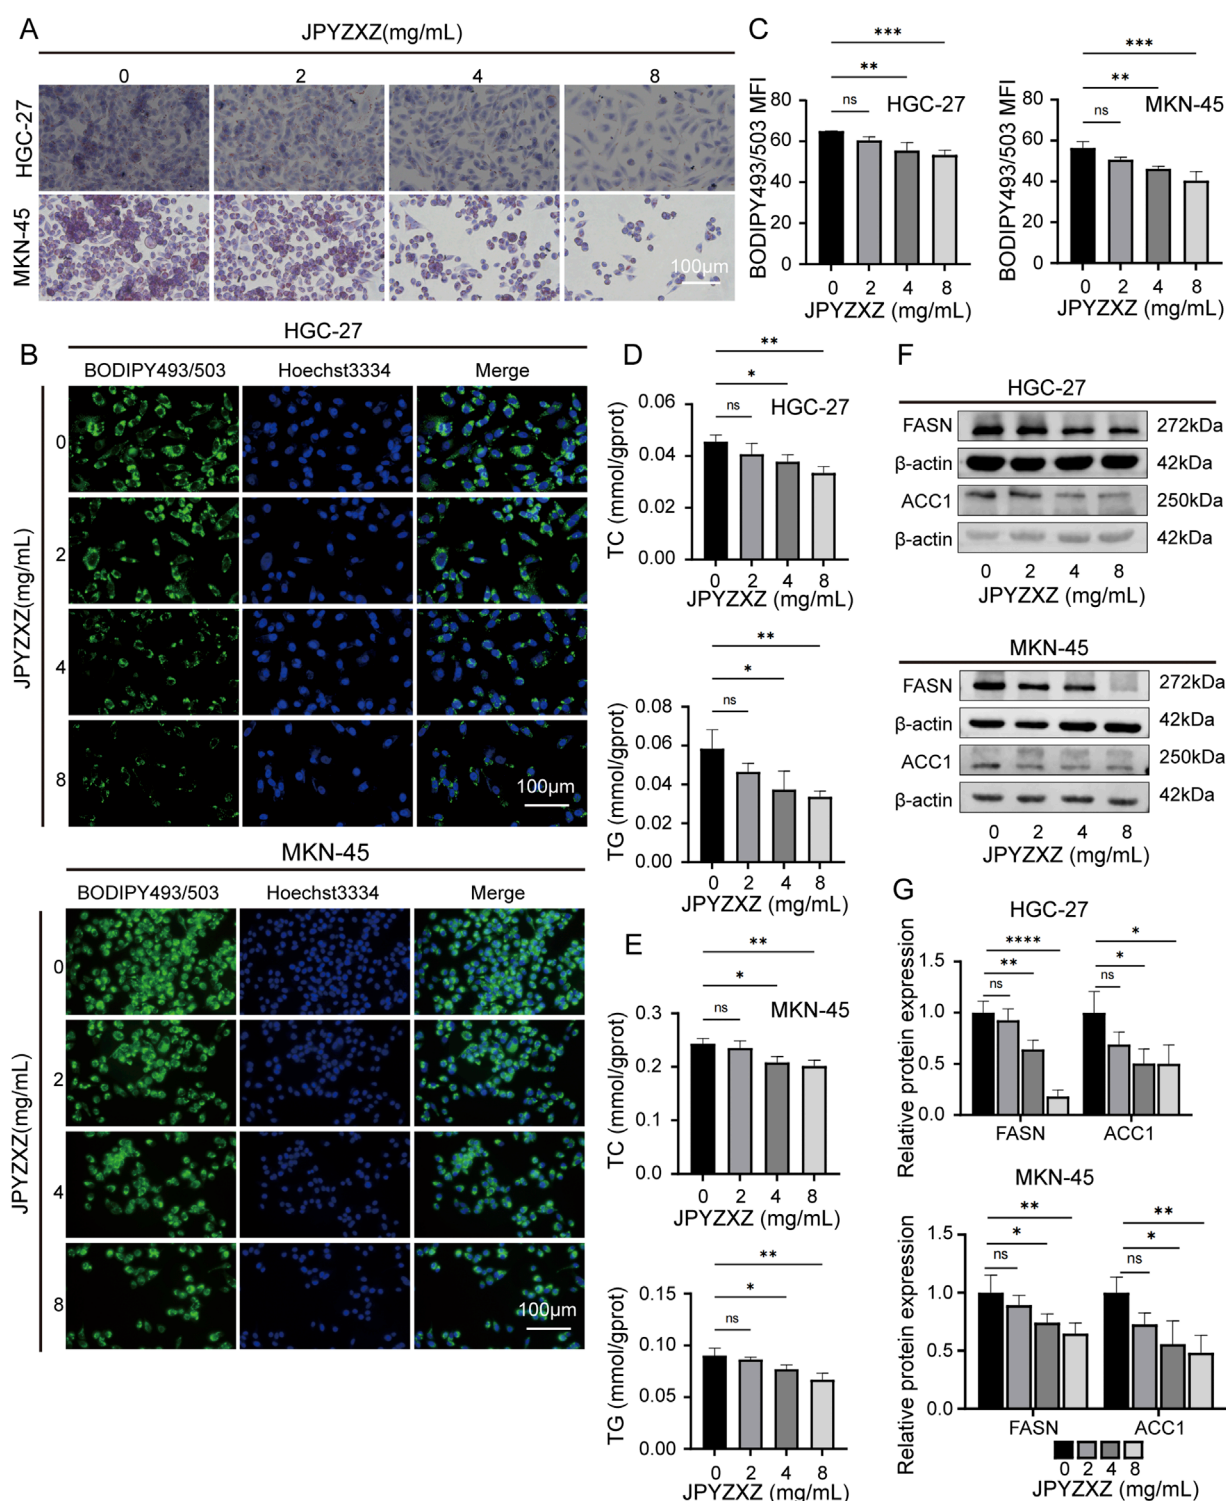 A
JPYZXZ(mg/mL)
0 2 4 8
HGC-27
MKN-45
100μm
B
HGC-27
BODIPY493/503 Hoechst3334 Merge
JPYZXZ(mg/mL)
0
2
4
8
100μm
MKN-45
BODIPY493/503 Hoechst3334 Merge
JPYZXZ(mg/mL)
0
2
4
8
100μm
C
***
**
ns
HGC-27
BODIPY493/503 MFI
80
60
40
20
0
0 2 4 8
JPYZXZ (mg/mL)
***
**
ns
MKN-45
BODIPY493/503 MFI
80
60
40
20
0
0 2 4 8
JPYZXZ (mg/mL)
D
**
*
ns
HGC-27
TC (mmol/gprot)
0.06
0.04
0.02
0.00
0 2 4 8
JPYZXZ (mg/mL)
**
*
ns
TG (mmol/gprot)
0.08
0.06
0.04
0.02
0.00
0 2 4 8
JPYZXZ (mg/mL)
E
**
*
ns
MKN-45
TC (mmol/gprot)
0.3
0.2
0.1
0.0
0 2 4 8
JPYZXZ (mg/mL)
**
*
ns
TG (mmol/gprot)
0.15
0.10
0.05
0.00
0 2 4 8
JPYZXZ (mg/mL)
F
HGC-27
FASN 272kDa
β-actin 42kDa
ACC1 250kDa
β-actin 42kDa
0 2 4 8
JPYZXZ (mg/mL)
MKN-45
FASN 272kDa
β-actin 42kDa
ACC1 250kDa
β-actin 42kDa
0 2 4 8
JPYZXZ (mg/mL)
G
HGC-27
Relative protein expression
1.5
1.0
0.5
0.0
****
**
ns
*
*
ns
FASN ACC1
MKN-45
Relative protein expression
1.5
1.0
0.5
0.0
**
*
ns
**
*
ns
FASN ACC1
0 2 4 8
JPYZXZ (mg/mL)